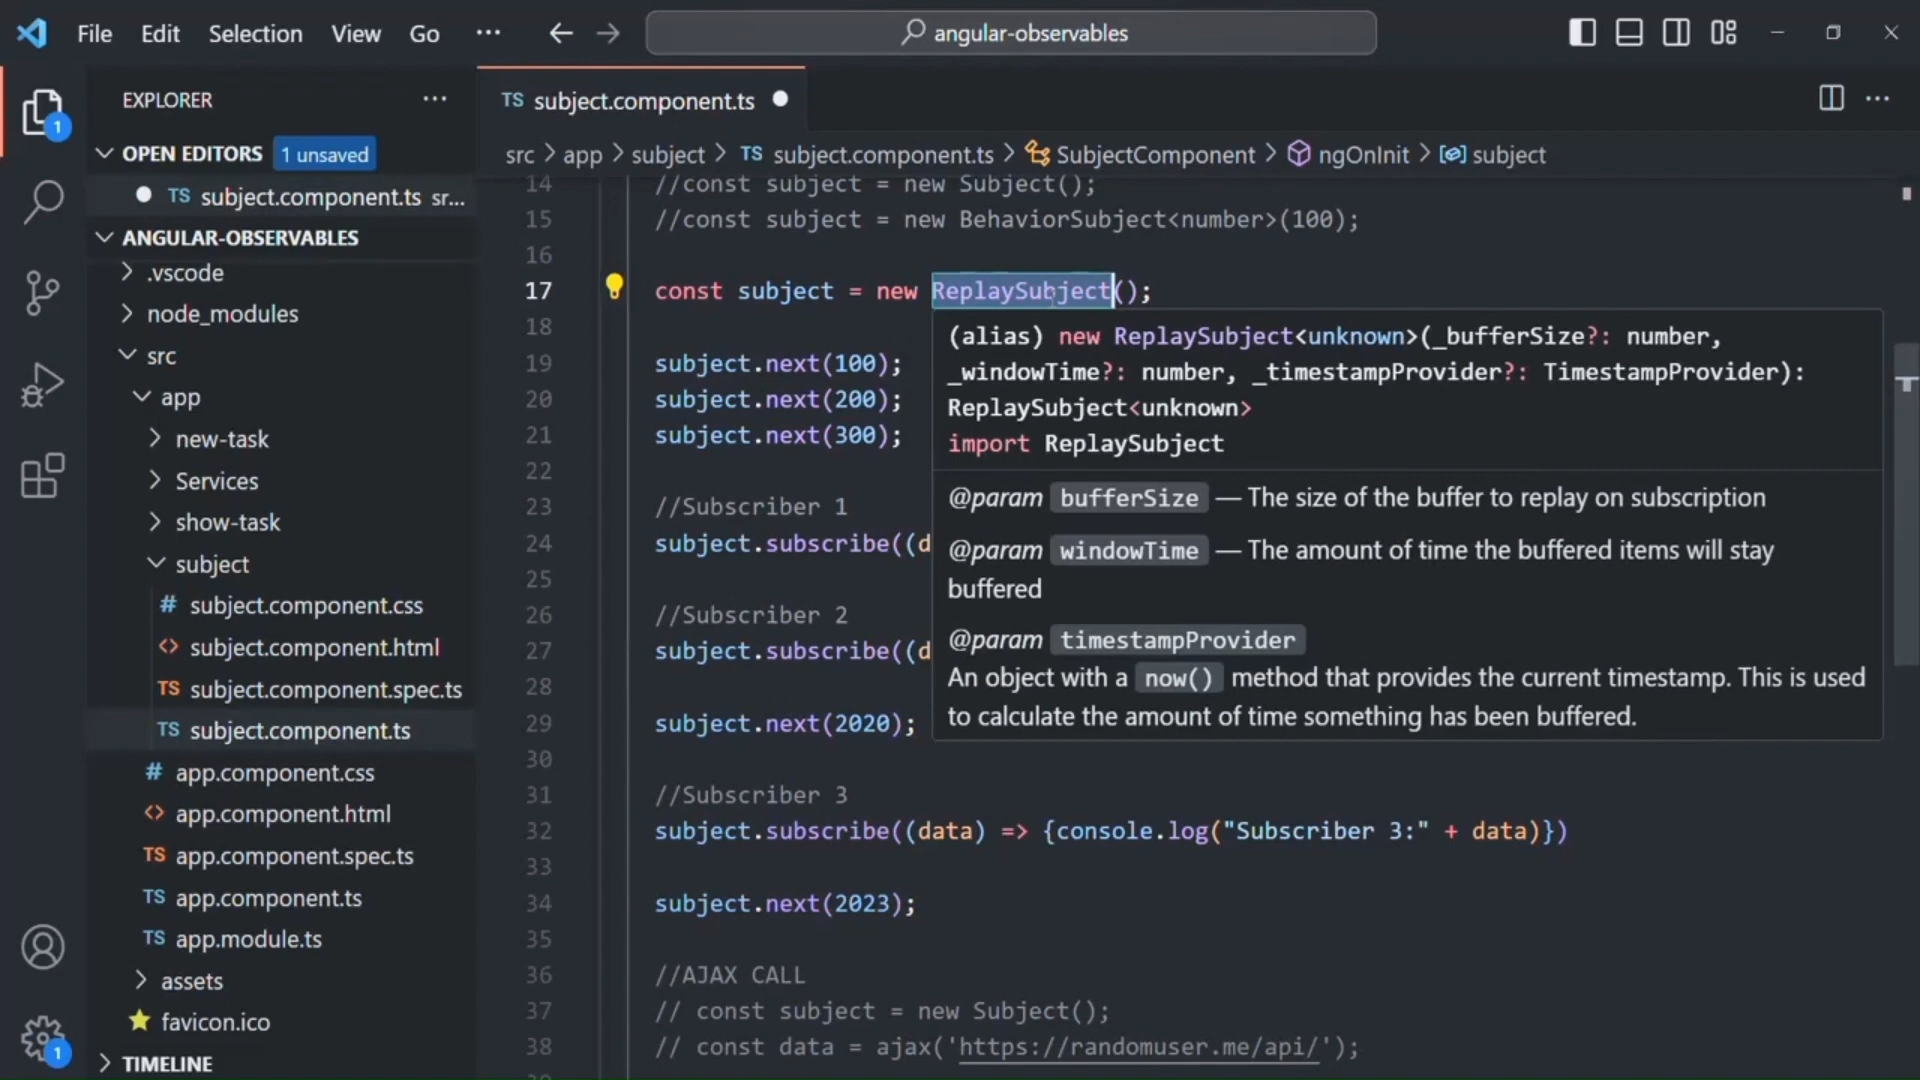 File Edit Selection View Go ··· angular-observables
EXPLORER ···
OPEN EDITORS 1 unsaved
TS subject.component.ts sr...
ANGULAR-OBSERVABLES
.vscode
node_modules
src
app
new-task
Services
show-task
subject
# subject.component.css
<> subject.component.html
TS subject.component.spec.ts
TS subject.component.ts
# app.component.css
<> app.component.html
TS app.component.spec.ts
TS app.component.ts
TS app.module.ts
assets
favicon.ico
TIMELINE
1
1
TS subject.component.ts
···
src > app > subject > TS subject.component.ts > SubjectComponent > ngOnInit > subject
14 //const subject = new Subject();
15 //const subject = new BehaviorSubject<number>(100);
16
17 const subject = new ReplaySubject();
18
19 subject.next(100);
20 subject.next(200);
21 subject.next(300);
22
23 //Subscriber 1
24 subject.subscribe((d
25
26 //Subscriber 2
27 subject.subscribe((d
28
29 subject.next(2020);
30
31 //Subscriber 3
32 subject.subscribe((data) => {console.log("Subscriber 3:" + data)})
33
34 subject.next(2023);
35
36 //AJAX CALL
37 // const subject = new Subject();
38 // const data = ajax('https://randomuser.me/api/');
(alias) new ReplaySubject<unknown>(_bufferSize?: number,
_windowTime?: number, _timestampProvider?: TimestampProvider):
ReplaySubject<unknown>
import ReplaySubject
@param bufferSize — The size of the buffer to replay on subscription
@param windowTime — The amount of time the buffered items will stay
buffered
@param timestampProvider
An object with a now() method that provides the current timestamp. This is used
to calculate the amount of time something has been buffered.